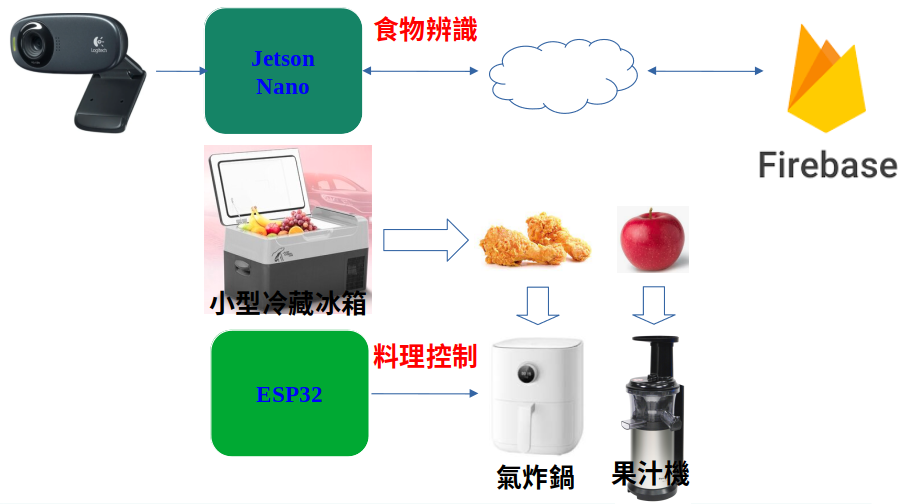 Logitech
Jetson
Nano
食物辨識
Firebase
小型冷藏冰箱
ESP32
料理控制
氣炸鍋
果汁機